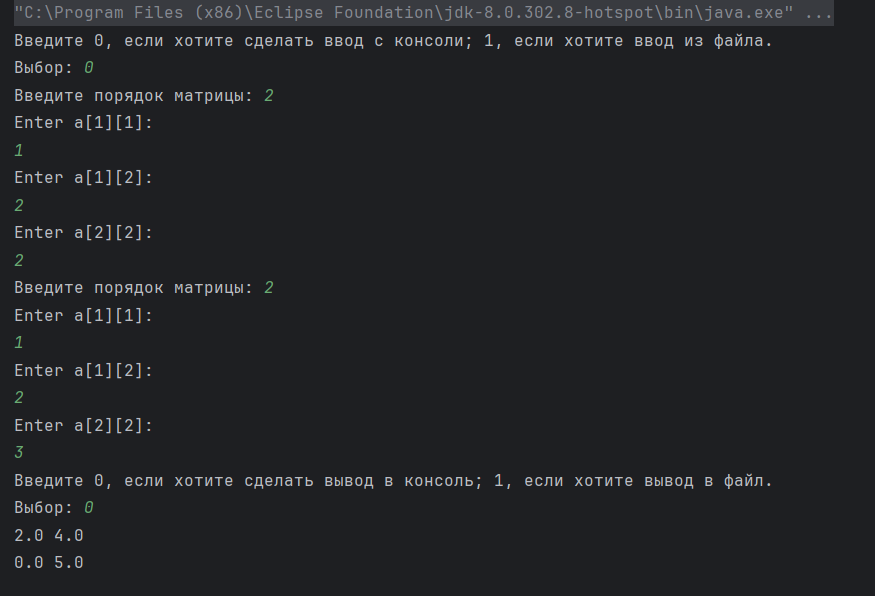 "C:\Program Files (x86)\Eclipse Foundation\jdk-8.0.302.8-hotspot\bin\java.exe" ...
Введите 0, если хотите сделать ввод с консоли; 1, если хотите ввод из файла.
Выбор: 0
Введите порядок матрицы: 2
Enter a[1][1]:
1
Enter a[1][2]:
2
Enter a[2][2]:
2
Введите порядок матрицы: 2
Enter a[1][1]:
1
Enter a[1][2]:
2
Enter a[2][2]:
3
Введите 0, если хотите сделать вывод в консоль; 1, если хотите вывод в файл.
Выбор: 0
2.0 4.0
0.0 5.0